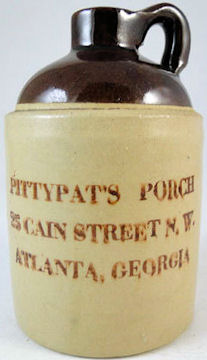 PITTYPAT'S PORCH
25 CAIN STREET N. W.
ATLANTA, GEORGIA